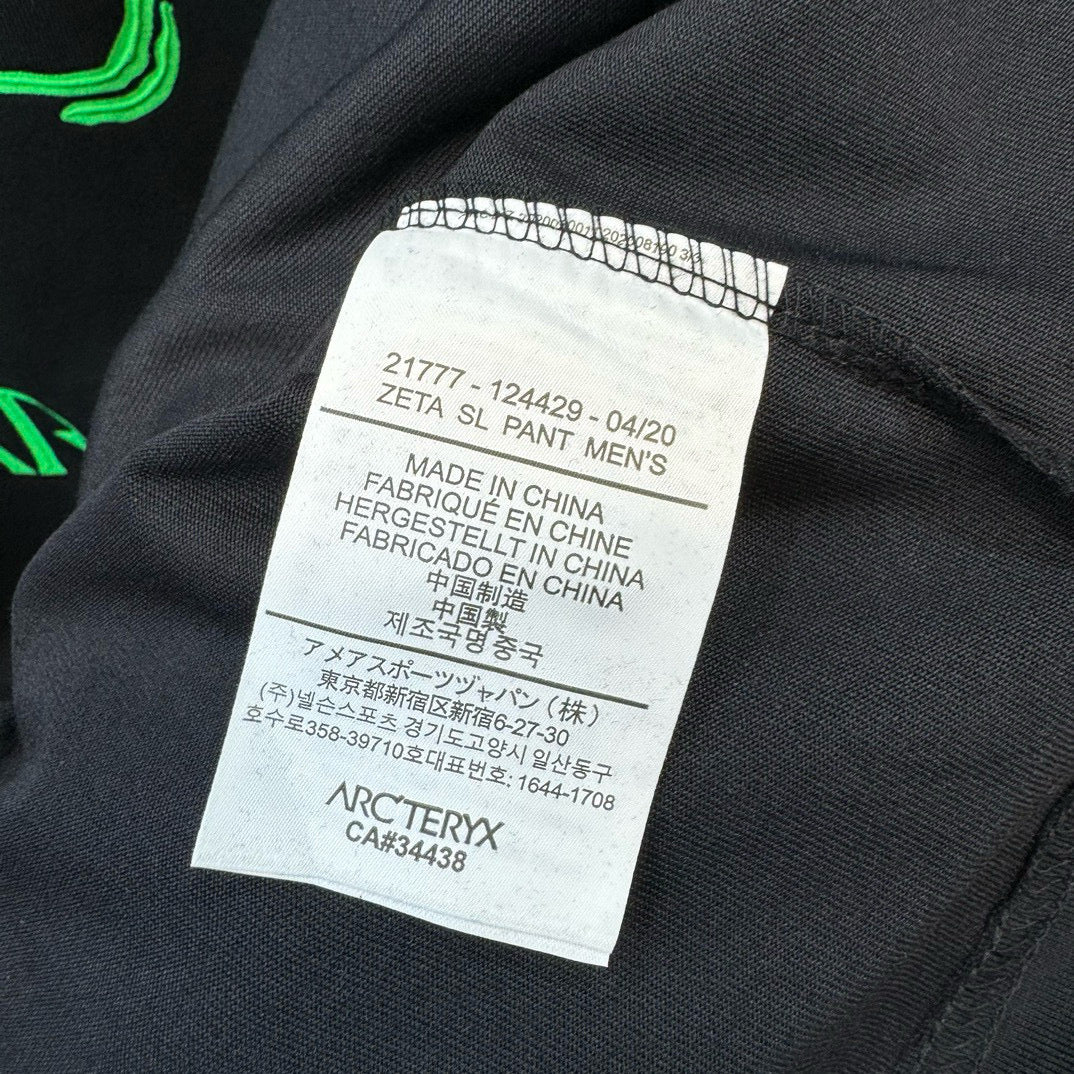 21777 - 124429 - 04/20
ZETA SL PANT MEN'S
MADE IN CHINA
FABRIQUÉ EN CHINE
HERGESTELLT IN CHINA
FABRICADO EN CHINA
中国制造
中国製
제조국명 중국
アメアスポーツヅャパン (株)
東京都新宿区新宿6-27-30
(주)넬슨스포츠 경기도고양시 일산동구
호수로358-39710호대표번호: 1644-1708
ARC'TERYX
CA#34438